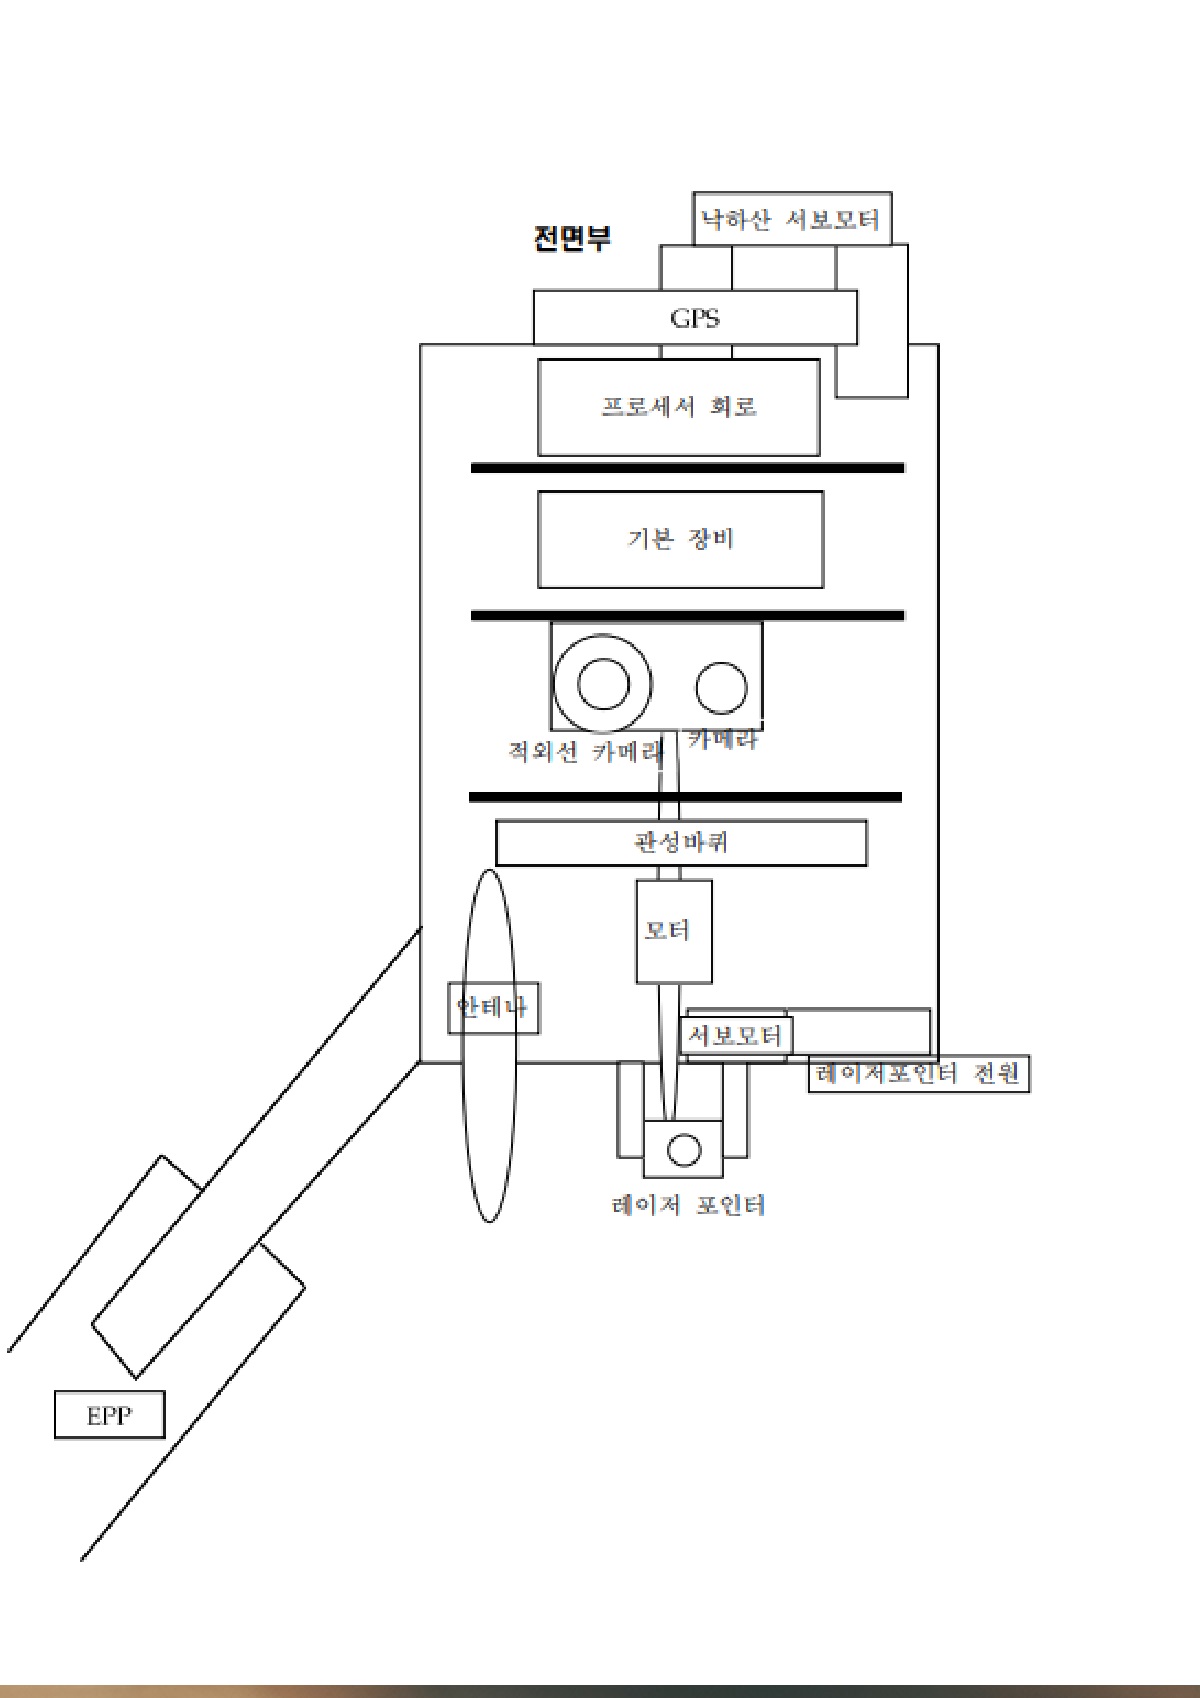 낙하산 서보모터
전면부
GPS
프로세서 회로
기본 장비
적외선 카메라
카메라
관성바퀴
모터
안테나
서보모터
레이저포인터 전원
레이저 포인터
EPP